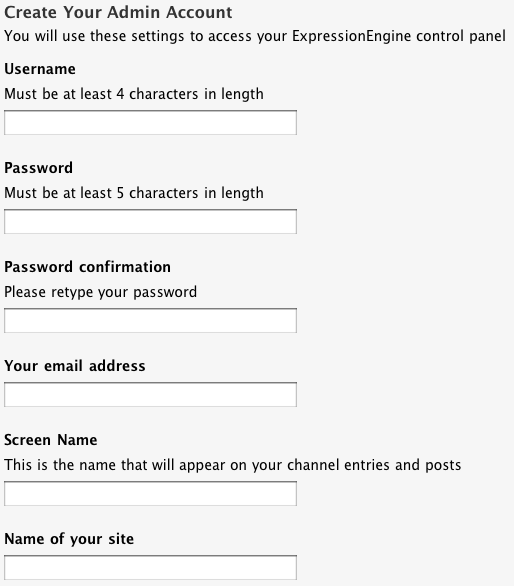 Create Your Admin Account
You will use these settings to access your ExpressionEngine control panel
Username
Must be at least 4 characters in length
Password
Must be at least 5 characters in length
Password confirmation
Please retype your password
Your email address
Screen Name
This is the name that will appear on your channel entries and posts
Name of your site